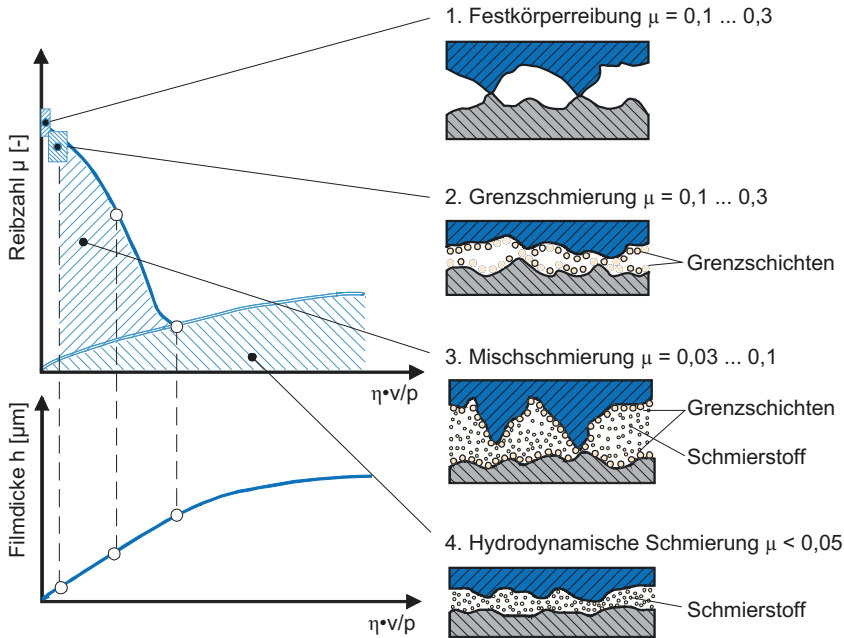 1. Festkörperreibung μ = 0,1 ... 0,3
Reibzahl μ [-]
2. Grenzschmierung μ = 0,1 ... 0,3
Grenzschichten
3. Mischschmierung μ = 0,03 ... 0,1
η•v/p
Grenzschichten
Schmierstoff
Filmdicke h [μm]
4. Hydrodynamische Schmierung μ < 0,05
Schmierstoff
η•v/p